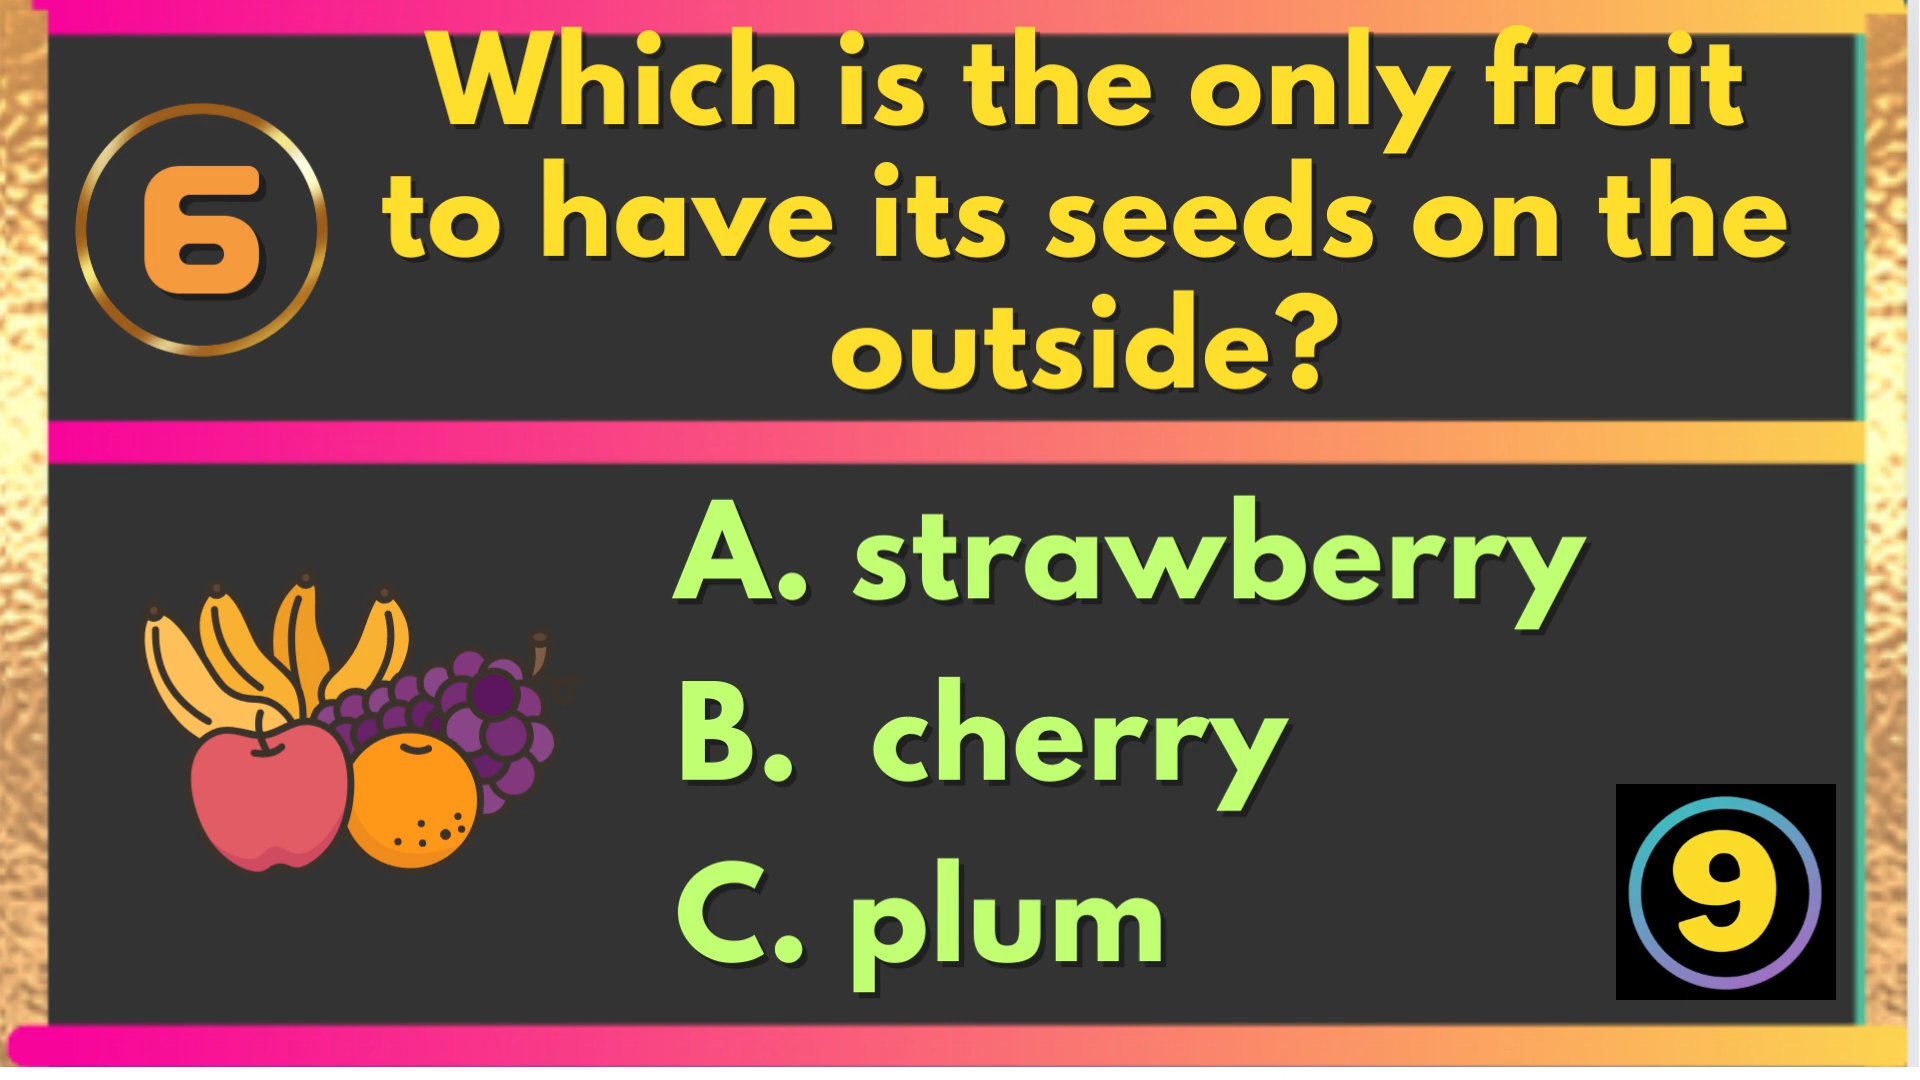 6
Which is the only fruit
to have its seeds on the
outside?
A. strawberry
B. cherry
C. plum
9